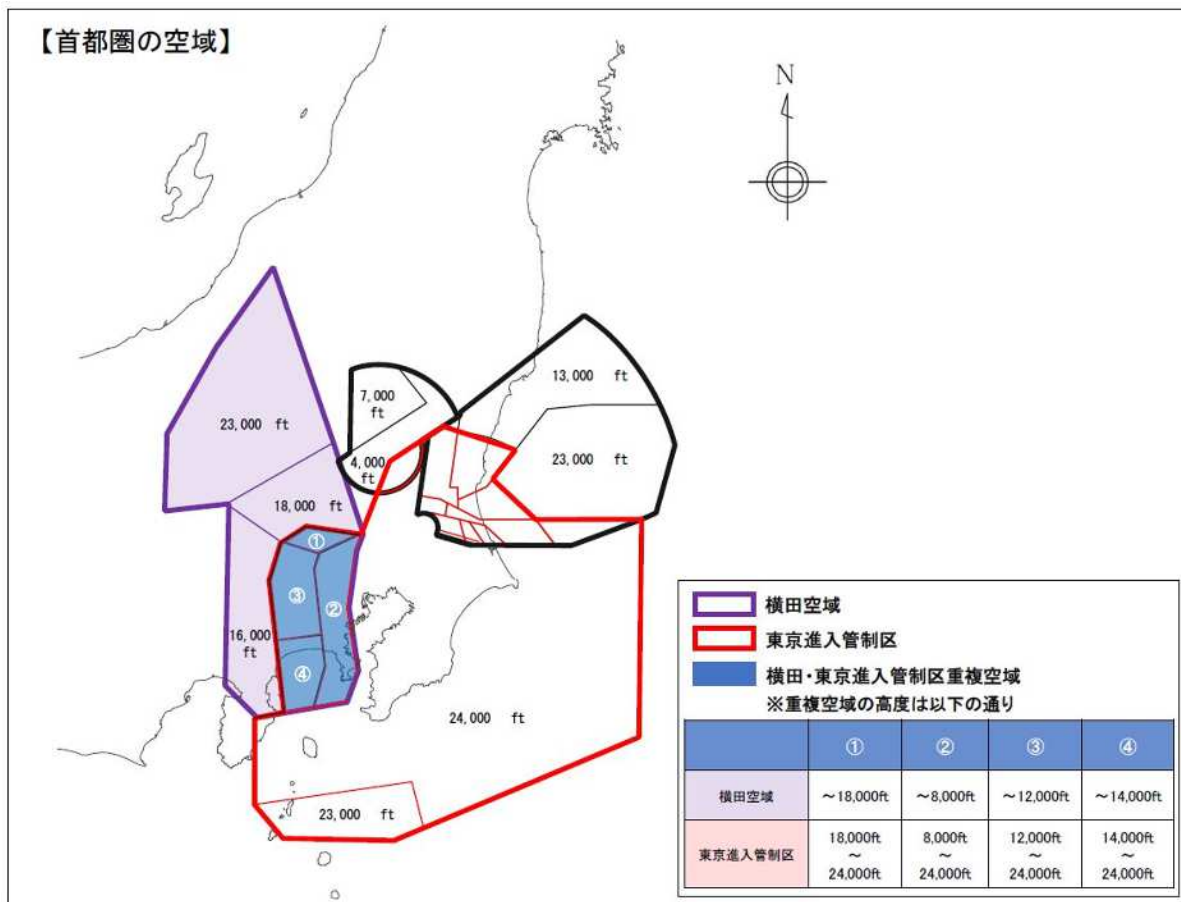 【首都圏の空域】
N
13,000 ft
7,000
ft
23,000 ft
4,000
ft
23,000 ft
18,000 ft
①
③
②
16,000
ft
④
24,000 ft
23,000 ft
横田空域
東京進入管制区
横田・東京進入管制区重複空域
※重複空域の高度は以下の通り
① ② ③ ④
横田空域 ～18,000ft ～8,000ft ～12,000ft ～14,000ft
東京進入管制区 18,000ft ～ 24,000ft 8,000ft ～ 24,000ft 12,000ft ～ 24,000ft 14,000ft ～ 24,000ft